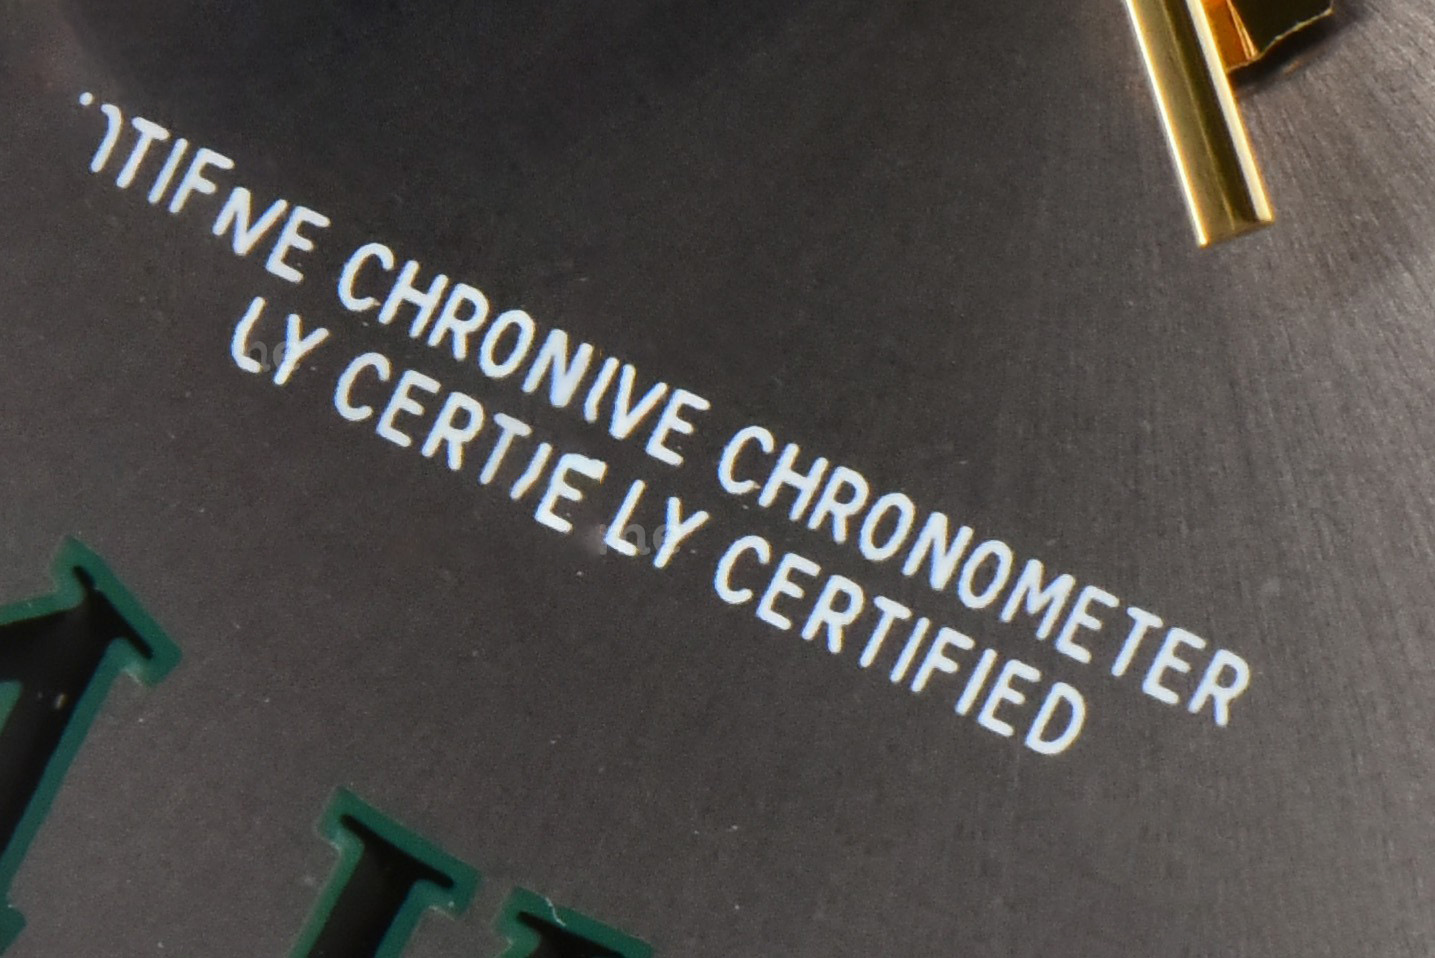 TIFNE CHRONIVE CHRONOMETER
LY CERTIE LY CERTIFIED